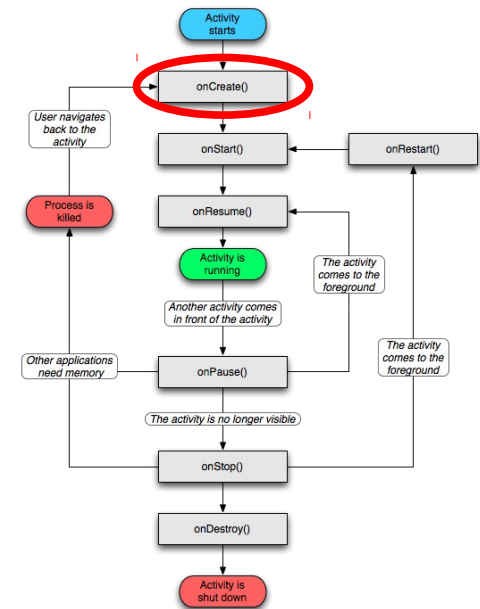 Activity
starts
onCreate()
User navigates
back to the
activity
onStart()
onRestart()
Process is
killed
onResume()
Activity is
running
The activity
comes to the
foreground
Another activity comes
in front of the activity
Other applications
need memory
onPause()
The activity
comes to the
foreground
The activity is no longer visible
onStop()
onDestroy()
Activity is
shut down